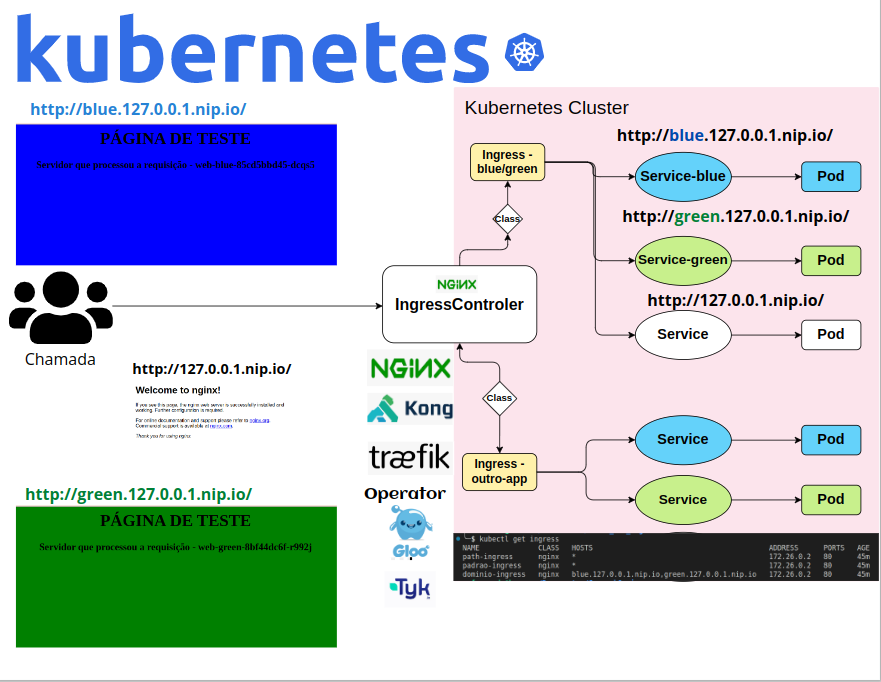 kubernetes
http://blue.127.0.0.1.nip.io/
PÁGINA DE TESTE
Servidor que processou a requisição - web-blue-
Chamada
http://127.0.0.1.nip.io/
Welcome to nginx!
If you see this page, the nginx web server is successfully installed and
working. Further configuration is required.
For online documentation and support please refer to nginx.org.
Commercial support is available at nginx.com.
Thank you for using nginx.
http://green.127.0.0.1.nip.io/
PÁGINA DE TESTE
Servidor que processou a requisição - web-green-8bf44dc6f-r992j
NGINX
IngressControler
NGINX
Kong
træfik
Operator
Gloo
Tyk
Kubernetes Cluster
Ingress -
blue/green
Class
http://blue.127.0.0.1.nip.io/
Service-blue
Pod
http://green.127.0.0.1.nip.io/
Service-green
Pod
http://127.0.0.1.nip.io/
Service
Pod
Class
Ingress -
outro-app
Service
Pod
Service
Pod
$ kubectl get ingress
NAME CLASS HOSTS ADDRESS PORTS AGE
path-ingress nginx * 172.26.0.2 80 45m
padrao-ingress nginx * 172.26.0.2 80 45m
dominio-ingress nginx blue.127.0.0.1.nip.io,green.127.0.0.1.nip.io 172.26.0.2 80 45m